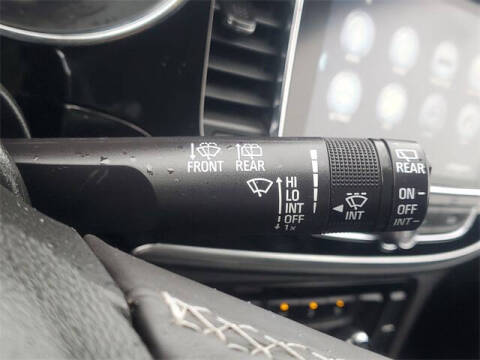 FRONT REAR
HI
LO
INT
OFF
1x
INT
REAR
ON
OFF
INT